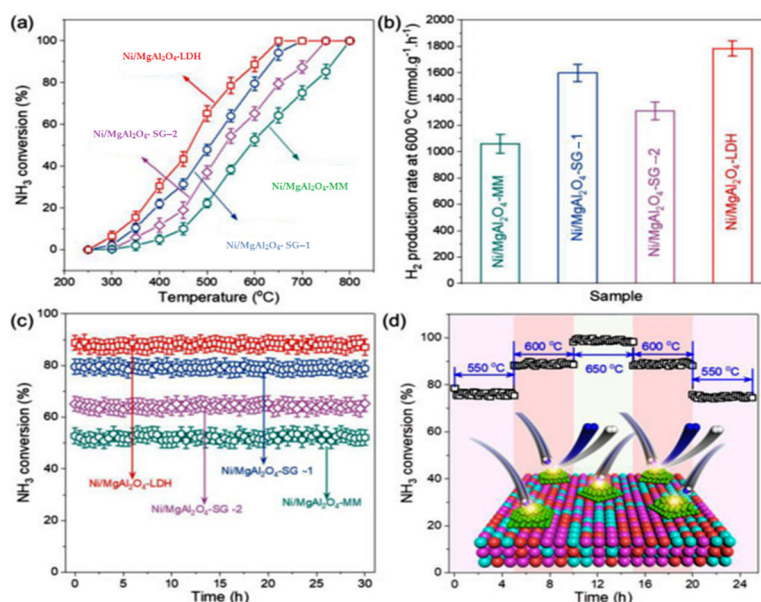 (a)
100
80
60
40
20
0
NH₃ conversion (%)
200 300 400 500 600 700 800
Temperature (°C)
Ni/MgAl₂O₄-LDH
Ni/MgAl₂O₄- SG–2
Ni/MgAl₂O₄-MM
Ni/MgAl₂O₄- SG–1
(b)
2000
1800
1600
1400
1200
1000
800
600
400
200
0
H₂ production rate at 600 °C (mmol.g⁻¹.h⁻¹)
Ni/MgAl₂O₄-MM
Ni/MgAl₂O₄-SG –1
Ni/MgAl₂O₄-SG –2
Ni/MgAl₂O₄-LDH
Sample
(c)
100
80
60
40
20
0
NH₃ conversion (%)
Ni/MgAl₂O₄-LDH
Ni/MgAl₂O₄-SG -2
Ni/MgAl₂O₄-SG -1
Ni/MgAl₂O₄-MM
0 5 10 15 20 25 30
Time (h)
(d)
100
80
60
40
20
0
NH₃ conversion (%)
550 °C
600 °C
650 °C
600 °C
550 °C
0 4 8 12 16 20 24
Time (h)